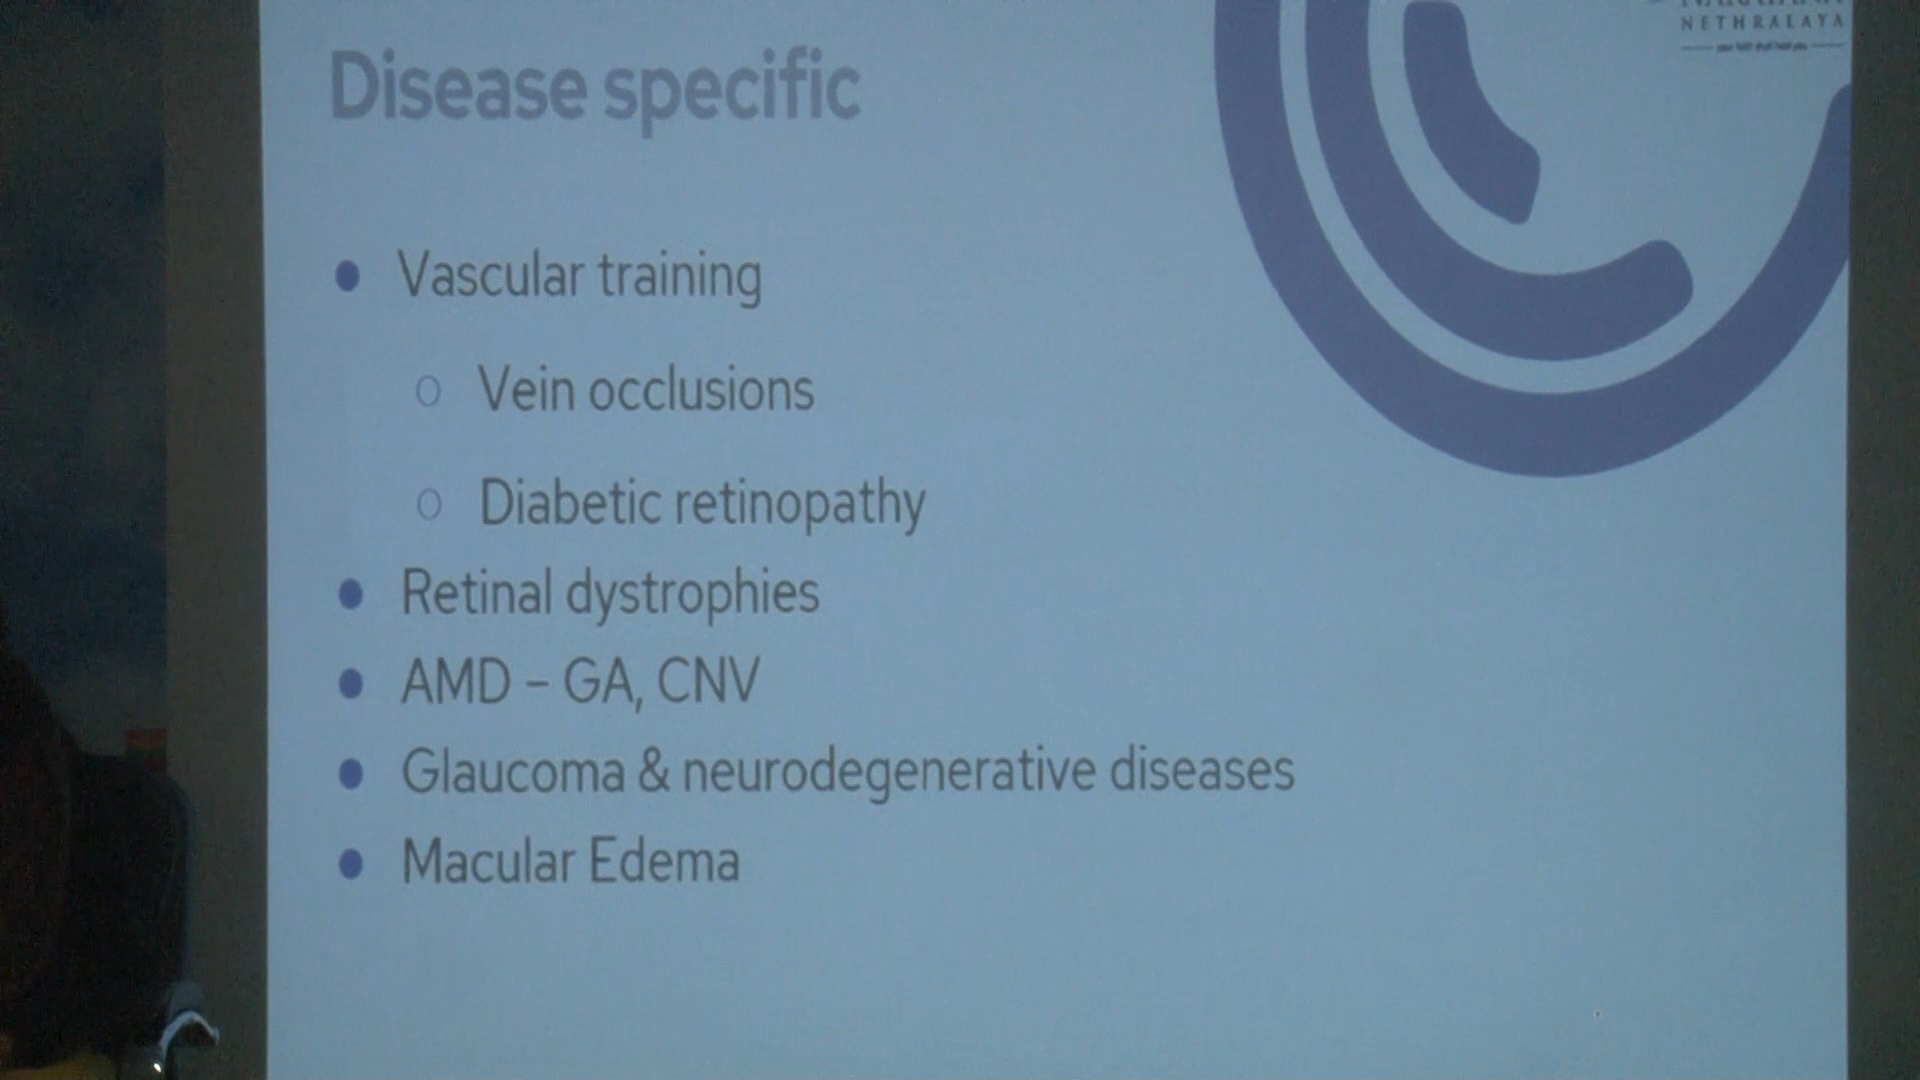 NETHRALAYA
Disease specific
● Vascular training
○ Vein occlusions
○ Diabetic retinopathy
● Retinal dystrophies
● AMD – GA, CNV
● Glaucoma & neurodegenerative diseases
● Macular Edema